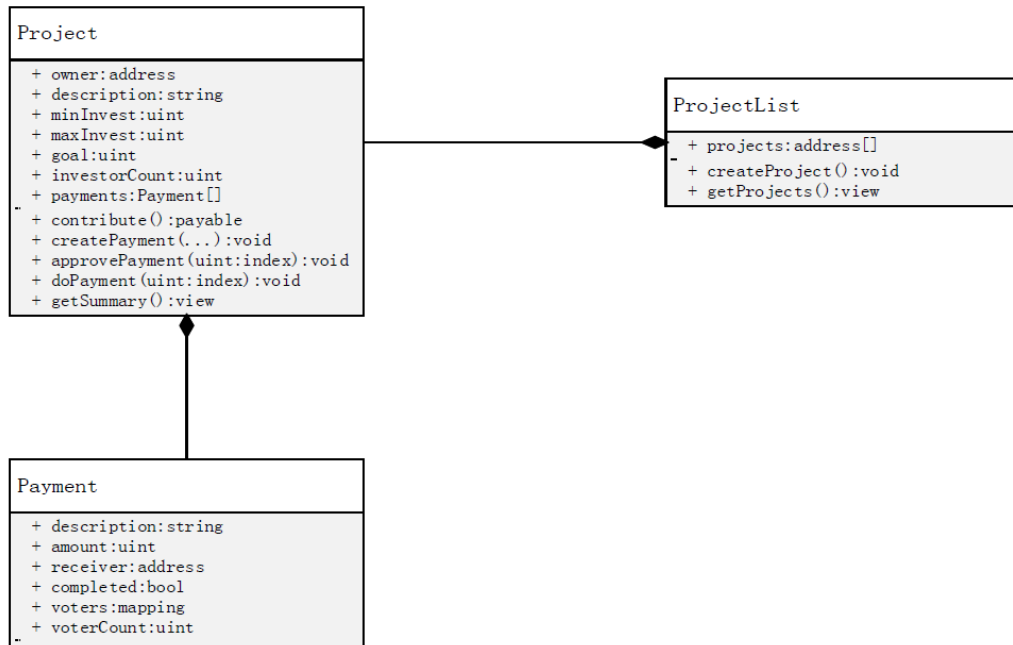 Project
+ owner:address
+ description:string
+ minInvest:uint
+ maxInvest:uint
+ goal:uint
+ investorCount:uint
+ payments:Payment[]
+ contribute():payable
+ createPayment(...):void
+ approvePayment(uint:index):void
+ doPayment(uint:index):void
+ getSummary():view
ProjectList
+ projects:address[]
+ createProject():void
+ getProjects():view
Payment
+ description:string
+ amount:uint
+ receiver:address
+ completed:bool
+ voters:mapping
+ voterCount:uint